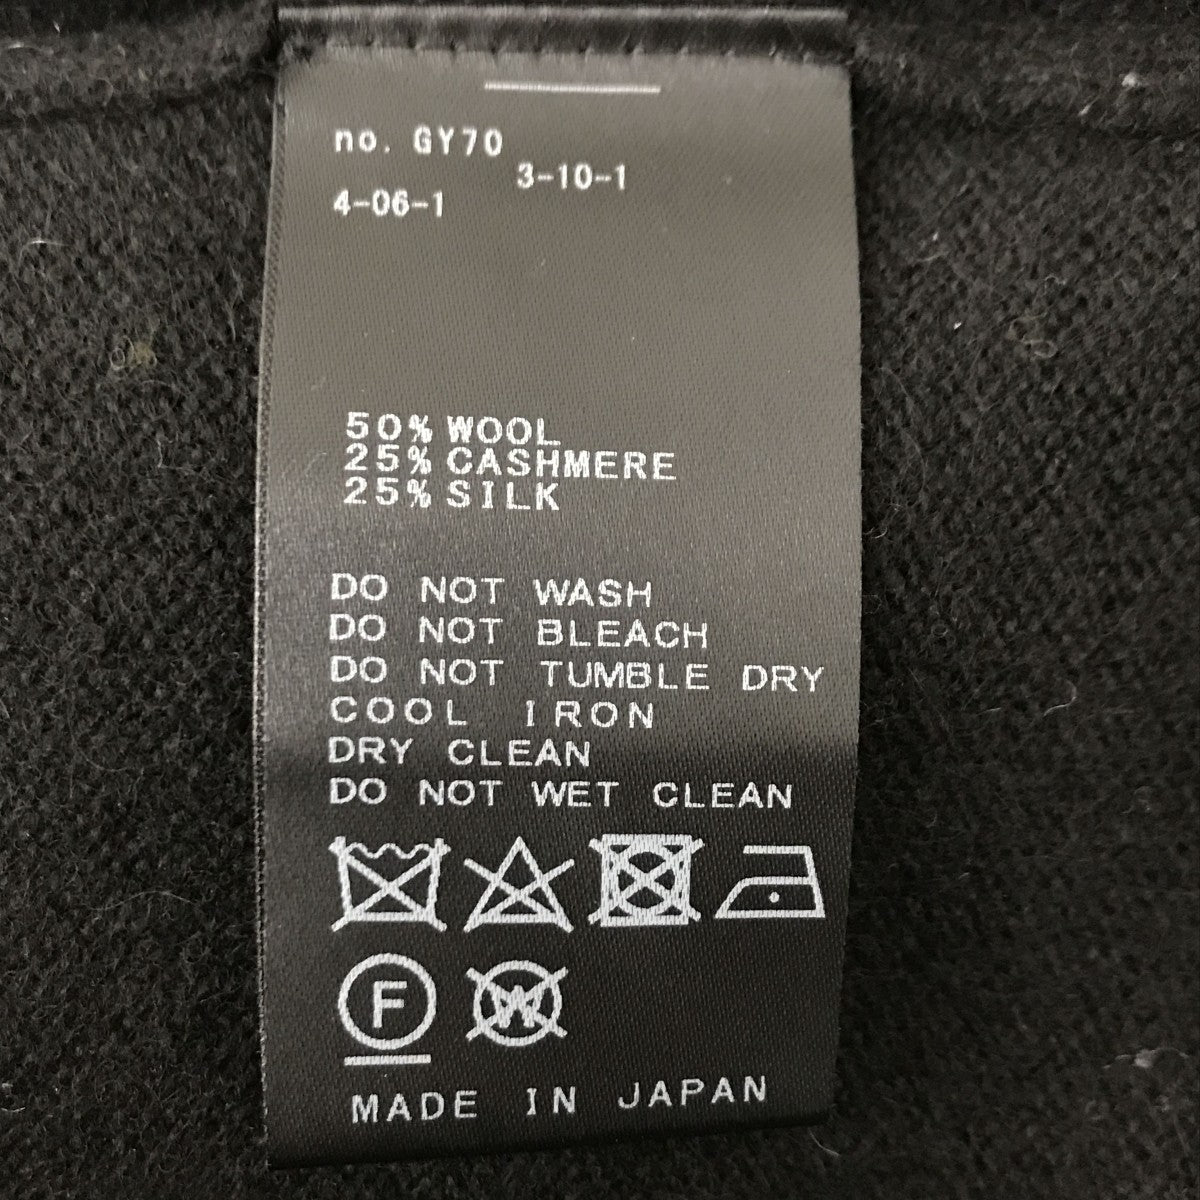 no. GY70
3-10-1
4-06-1
50% WOOL
25% CASHMERE
25% SILK
DO NOT WASH
DO NOT BLEACH
DO NOT TUMBLE DRY
COOL IRON
DRY CLEAN
DO NOT WET CLEAN
F W
MADE IN JAPAN